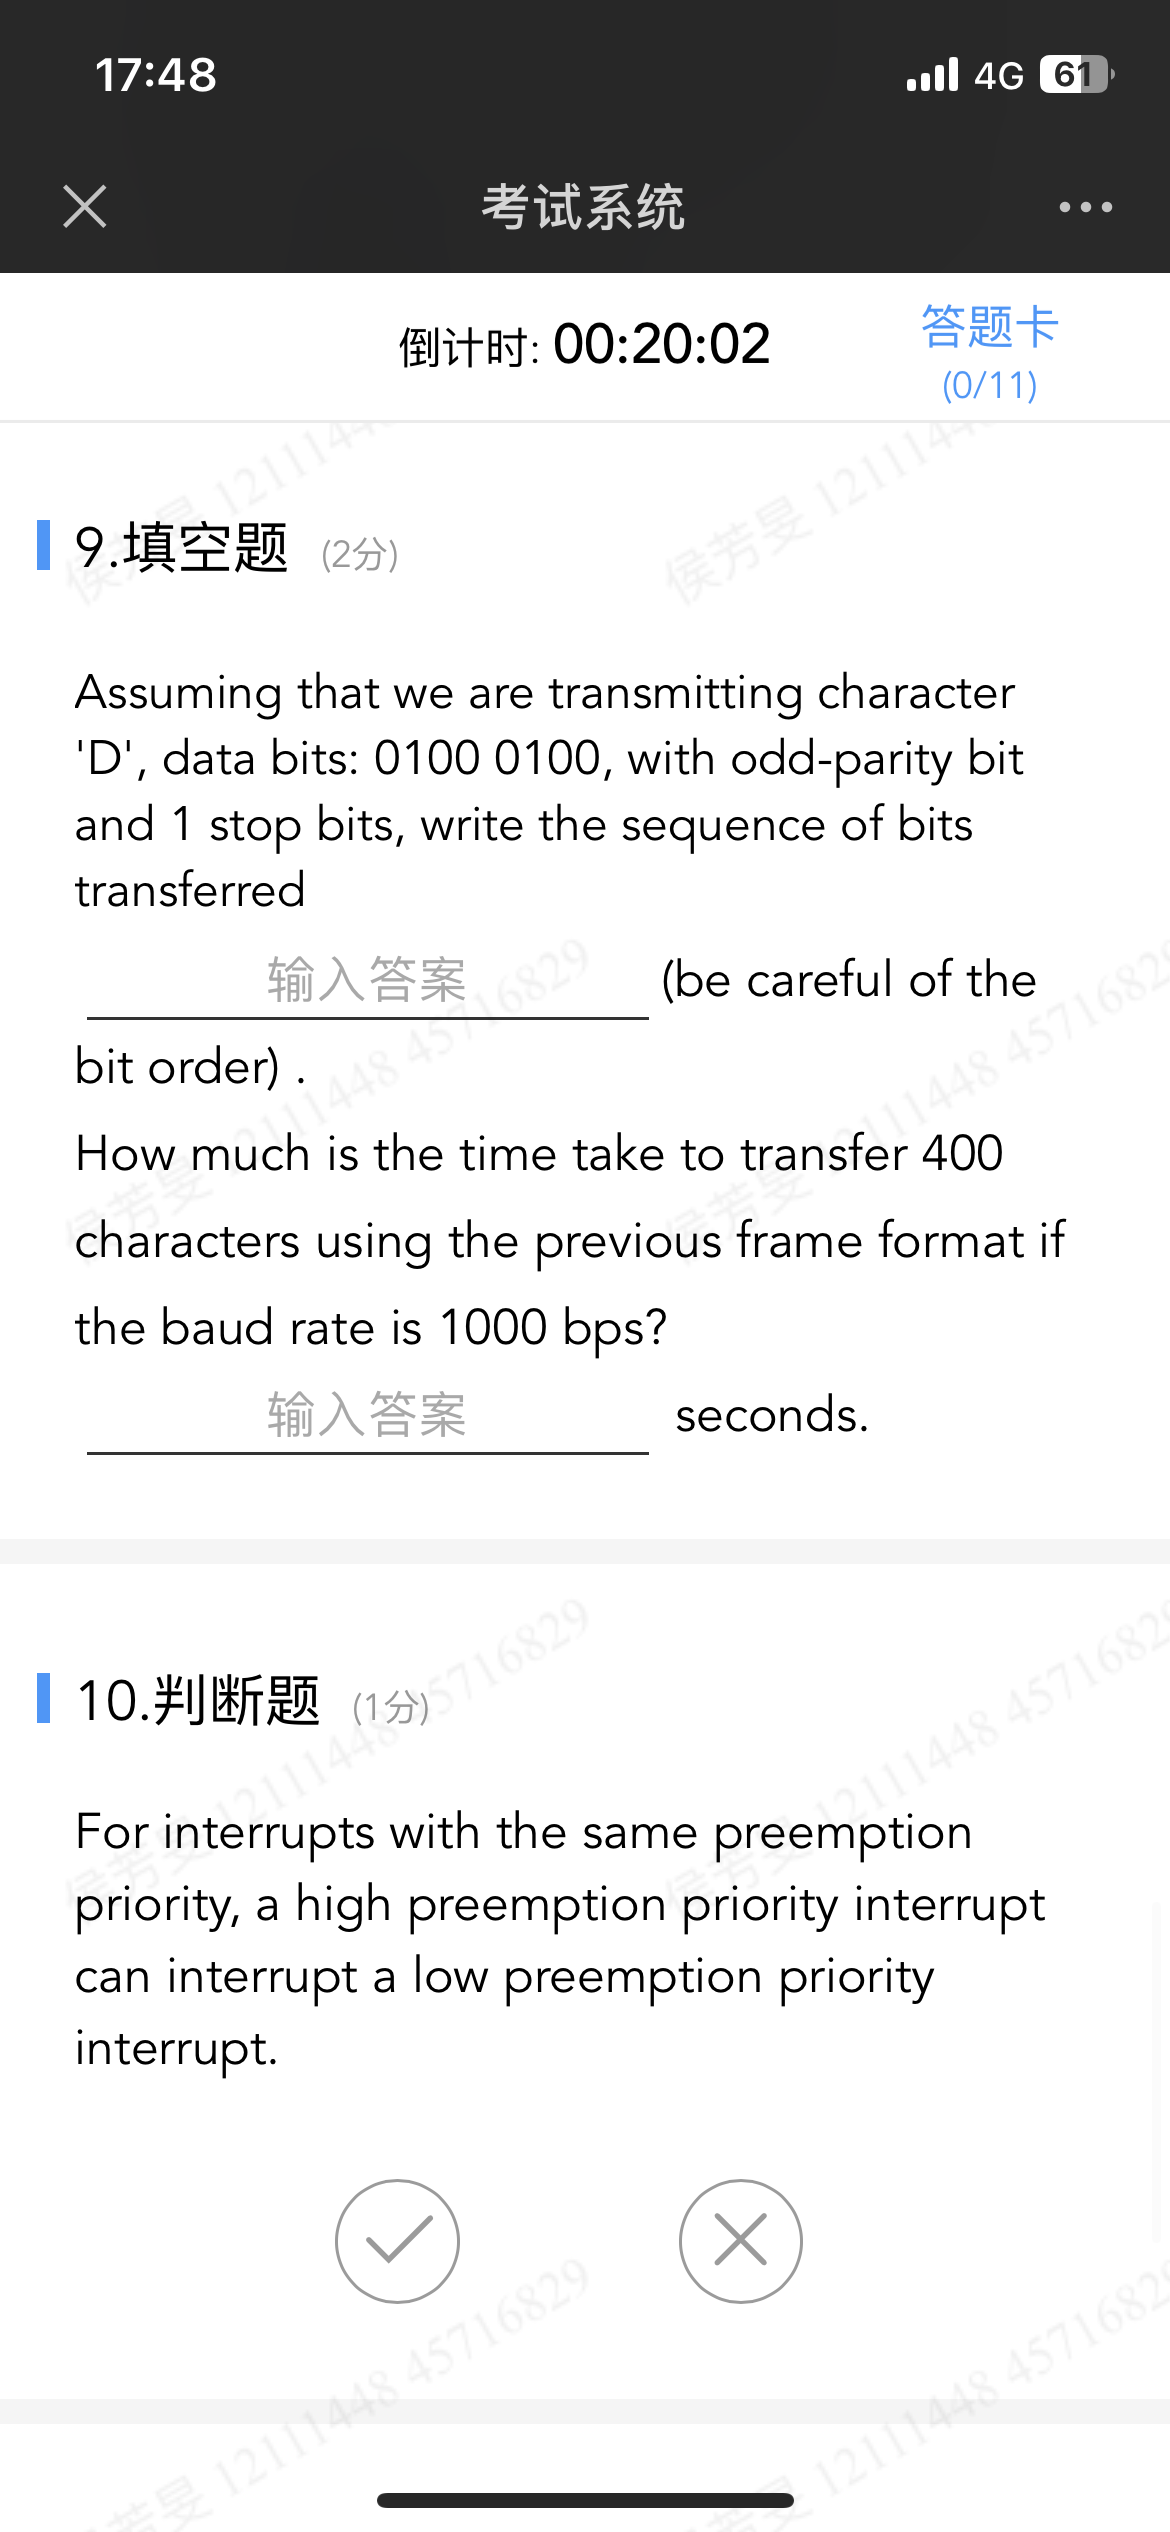 17:48
4G 61
考试系统
倒计时: 00:20:02
答题卡
(0/11)
9.填空题 (2分)
Assuming that we are transmitting character
'D', data bits: 0100 0100, with odd-parity bit
and 1 stop bits, write the sequence of bits
transferred
输入答案 (be careful of the
bit order) .
How much is the time take to transfer 400
characters using the previous frame format if
the baud rate is 1000 bps?
输入答案 seconds.
10.判断题 (1分)
For interrupts with the same preemption
priority, a high preemption priority interrupt
can interrupt a low preemption priority
interrupt.
侯芳旻 12111448 45716829